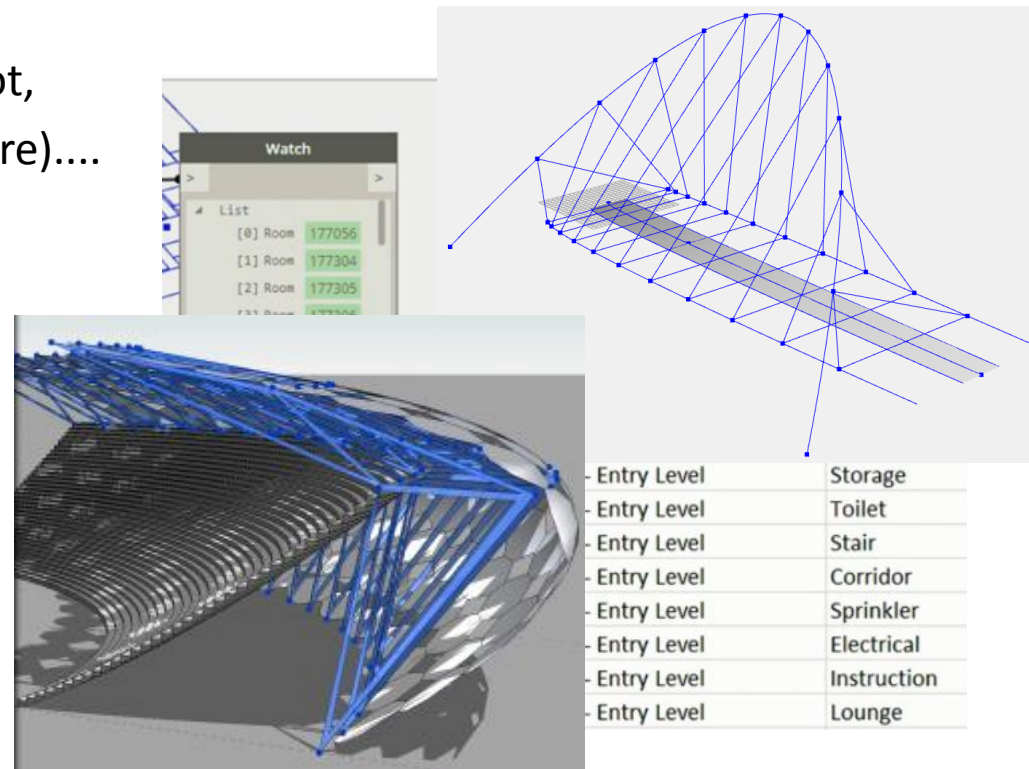 ot,
re)....
Watch
> >
List
[0] Room 177056
[1] Room 177304
[2] Room 177305
- Entry Level Storage
- Entry Level Toilet
- Entry Level Stair
- Entry Level Corridor
- Entry Level Sprinkler
- Entry Level Electrical
- Entry Level Instruction
- Entry Level Lounge